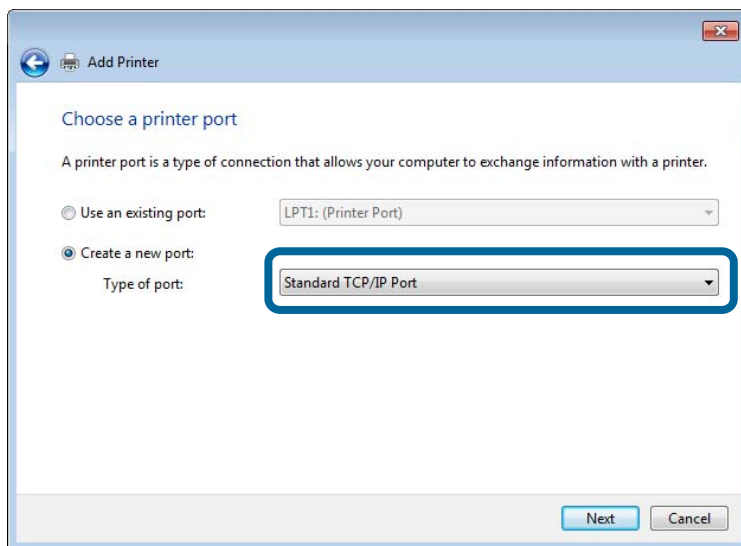 Add Printer
Choose a printer port
A printer port is a type of connection that allows your computer to exchange information with a printer.
Use an existing port: LPT1: (Printer Port)
Create a new port:
Type of port: Standard TCP/IP Port
Next Cancel